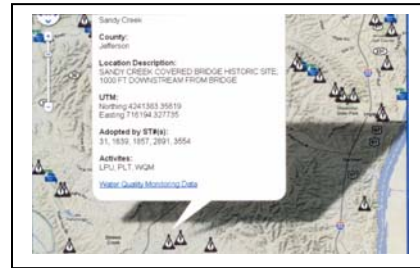 Sandy Creek
County:
Jefferson
Location Description:
SANDY CREEK COVERED BRIDGE HISTORIC SITE,
1000 FT DOWNSTREAM FROM BRIDGE
UTM:
Northing:4241363.35619
Easting:716194.327735
Adopted by ST#(s):
31, 1639, 1857, 2891, 3554
Activites:
LPU, PLT, WQM
Water Quality Monitoring Data